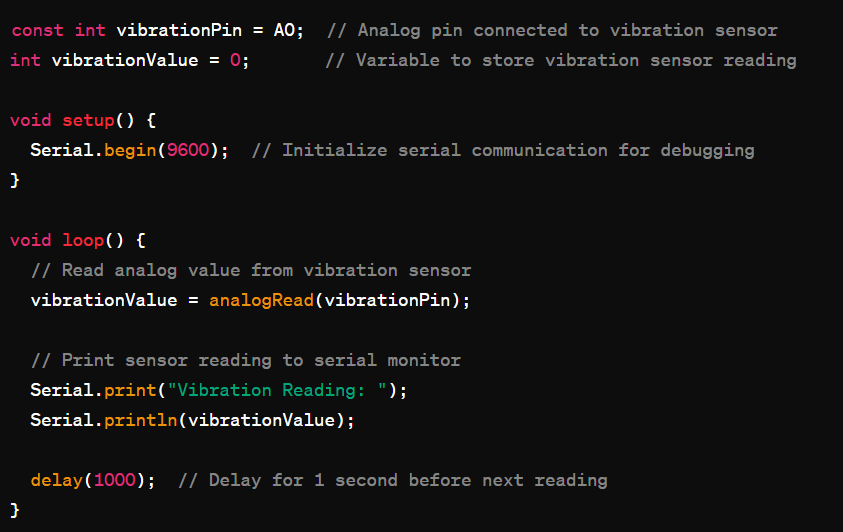 const int vibrationPin = A0;  // Analog pin connected to vibration sensor
int vibrationValue = 0;       // Variable to store vibration sensor reading

void setup() {
  Serial.begin(9600);  // Initialize serial communication for debugging
}

void loop() {
  // Read analog value from vibration sensor
  vibrationValue = analogRead(vibrationPin);

  // Print sensor reading to serial monitor
  Serial.print("Vibration Reading: ");
  Serial.println(vibrationValue);

  delay(1000);  // Delay for 1 second before next reading
}